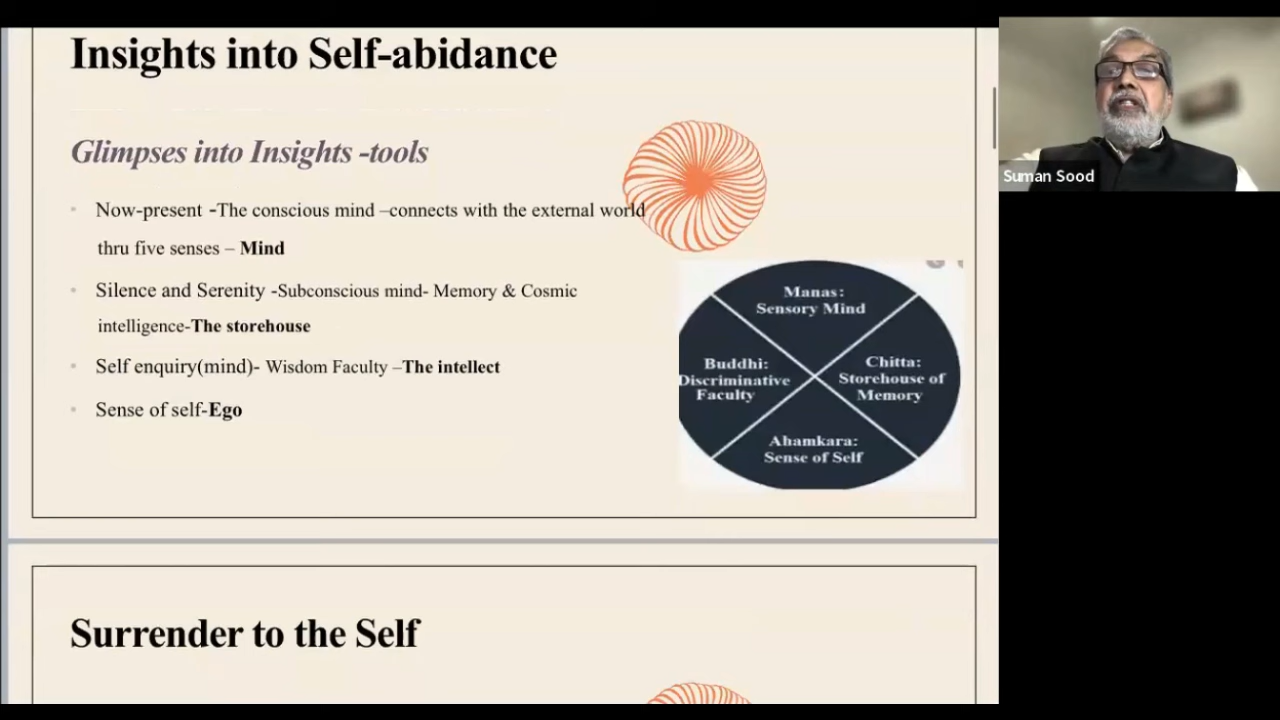 Insights into Self-abidance
Glimpses into Insights -tools
Now-present -The conscious mind –connects with the external world
thru five senses – Mind
Silence and Serenity -Subconscious mind- Memory & Cosmic
intelligence-The storehouse
Self enquiry(mind)- Wisdom Faculty –The intellect
Sense of self-Ego
Manas:
Sensory Mind
Buddhi:
Discriminative
Faculty
Chitta:
Storehouse of
Memory
Ahamkara:
Sense of Self
Surrender to the Self
Suman Sood